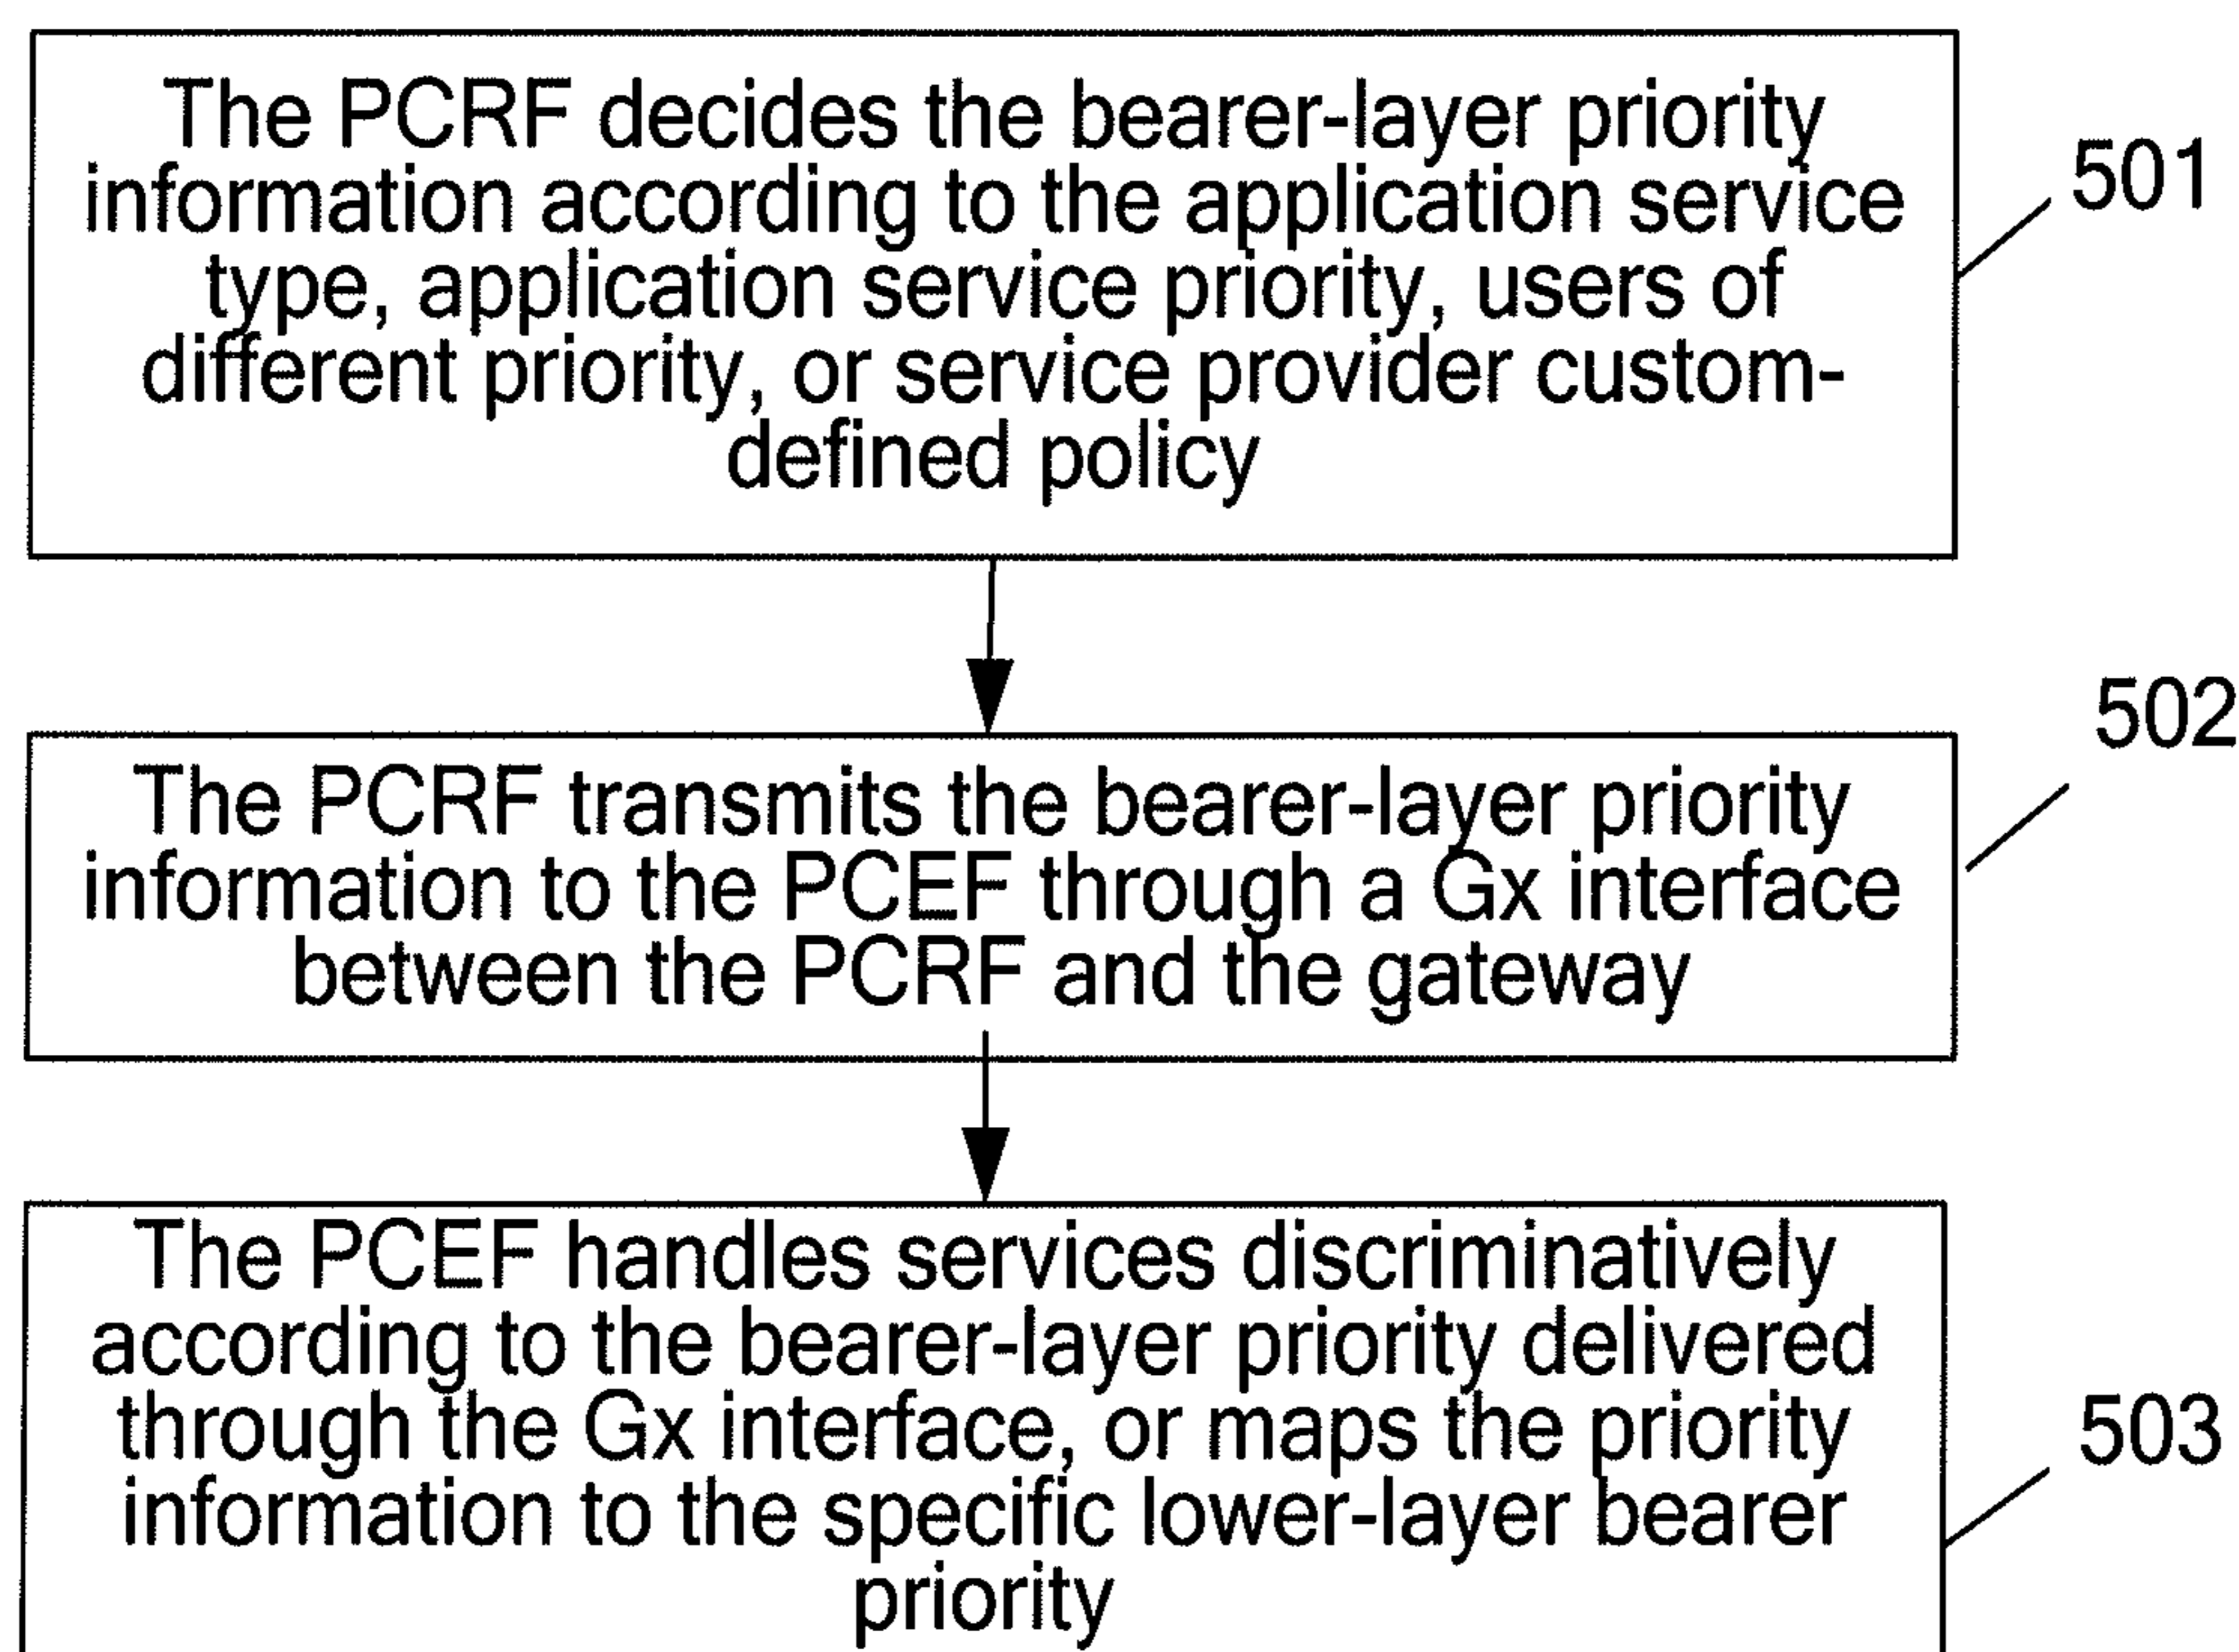 The PCRF decides the bearer-layer priority
information according to the application service
type, application service priority, users of
different priority, or service provider custom-
defined policy
501
The PCRF transmits the bearer-layer priority
information to the PCEF through a Gx interface
between the PCRF and the gateway
502
The PCEF handles services discriminatively
according to the bearer-layer priority delivered
through the Gx interface, or maps the priority
information to the specific lower-layer bearer
priority
503